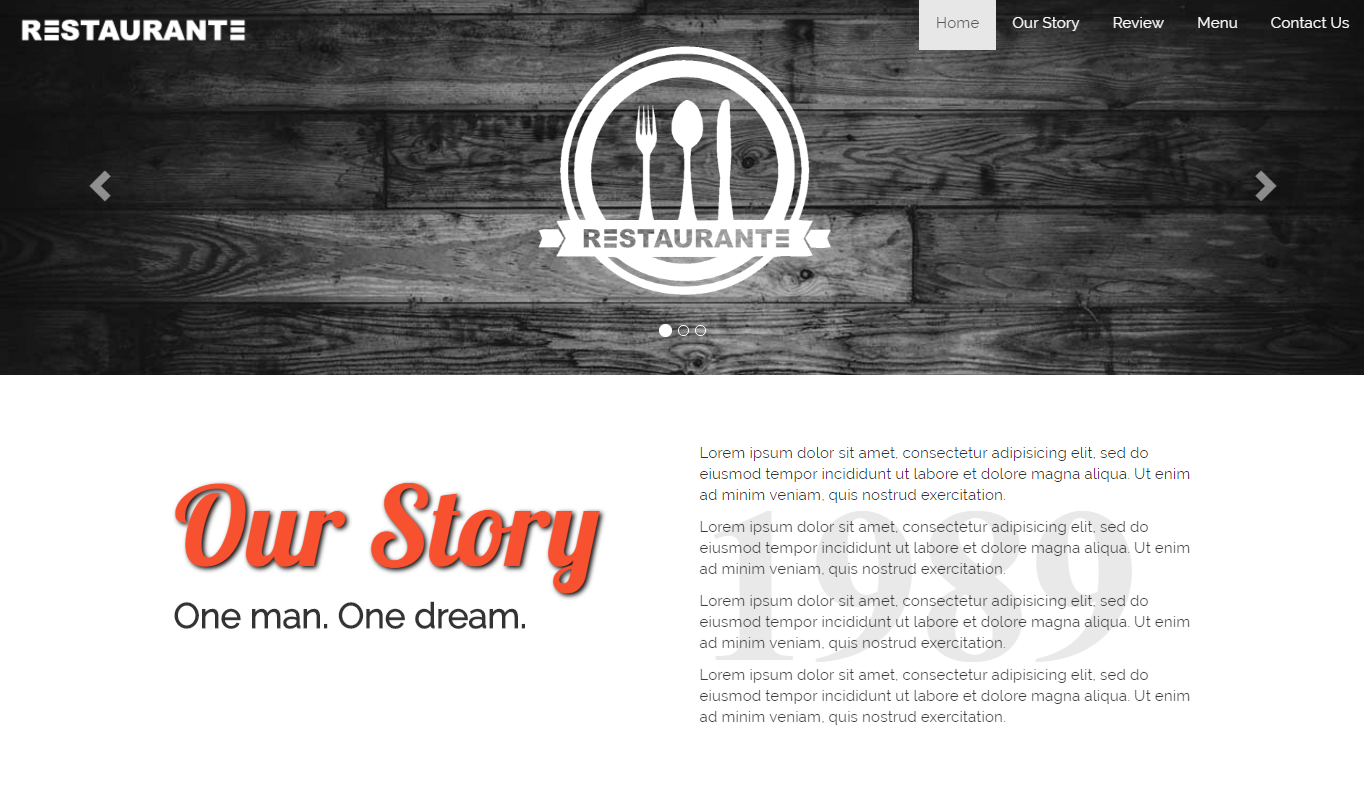 RESTAURANTE
Home Our Story Review Menu Contact Us
RESTAURANTE
Our Story
One man. One dream.
Lorem ipsum dolor sit amet, consectetur adipisicing elit, sed do
eiusmod tempor incididunt ut labore et dolore magna aliqua. Ut enim
ad minim veniam, quis nostrud exercitation.
1989
Lorem ipsum dolor sit amet, consectetur adipisicing elit, sed do
eiusmod tempor incididunt ut labore et dolore magna aliqua. Ut enim
ad minim veniam, quis nostrud exercitation.
Lorem ipsum dolor sit amet, consectetur adipisicing elit, sed do
eiusmod tempor incididunt ut labore et dolore magna aliqua. Ut enim
ad minim veniam, quis nostrud exercitation.
Lorem ipsum dolor sit amet, consectetur adipisicing elit, sed do
eiusmod tempor incididunt ut labore et dolore magna aliqua. Ut enim
ad minim veniam, quis nostrud exercitation.